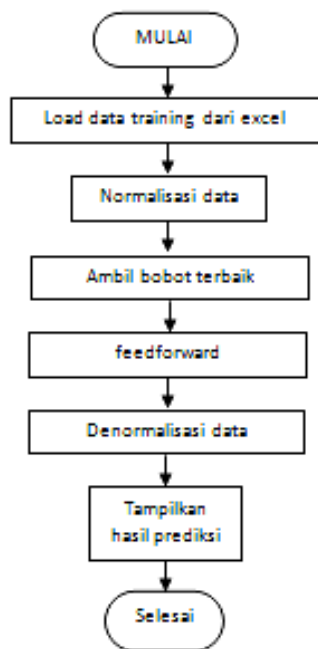 MULAI
Load data training dari excel
Normalisasi data
Ambil bobot terbaik
feedforward
Denormalisasi data
Tampilkan
hasil prediksi
Selesai